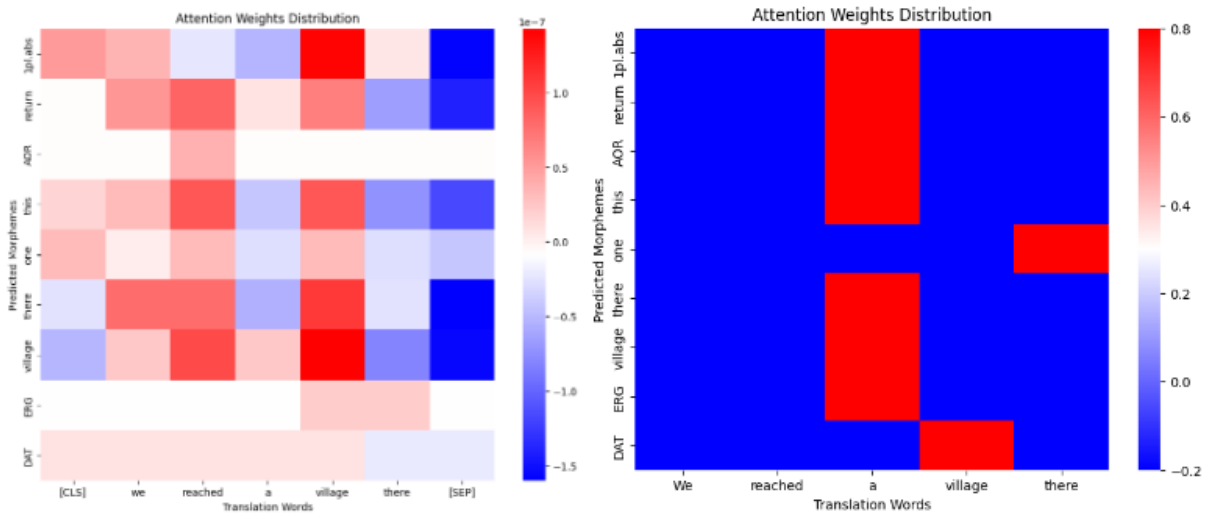 Attention Weights Distribution
1e−7
Predicted Morphemes
1pl.abs
return
AOR
this
one
there
village
ERG
DAT
[CLS] we reached a village there [SEP]
Translation Words
1.0
0.5
0.0
−0.5
−1.0
−1.5
Attention Weights Distribution
Predicted Morphemes
1pl.abs
return
AOR
this
one
there
village
ERG
DAT
We reached a village there
Translation Words
0.8
0.6
0.4
0.2
0.0
−0.2